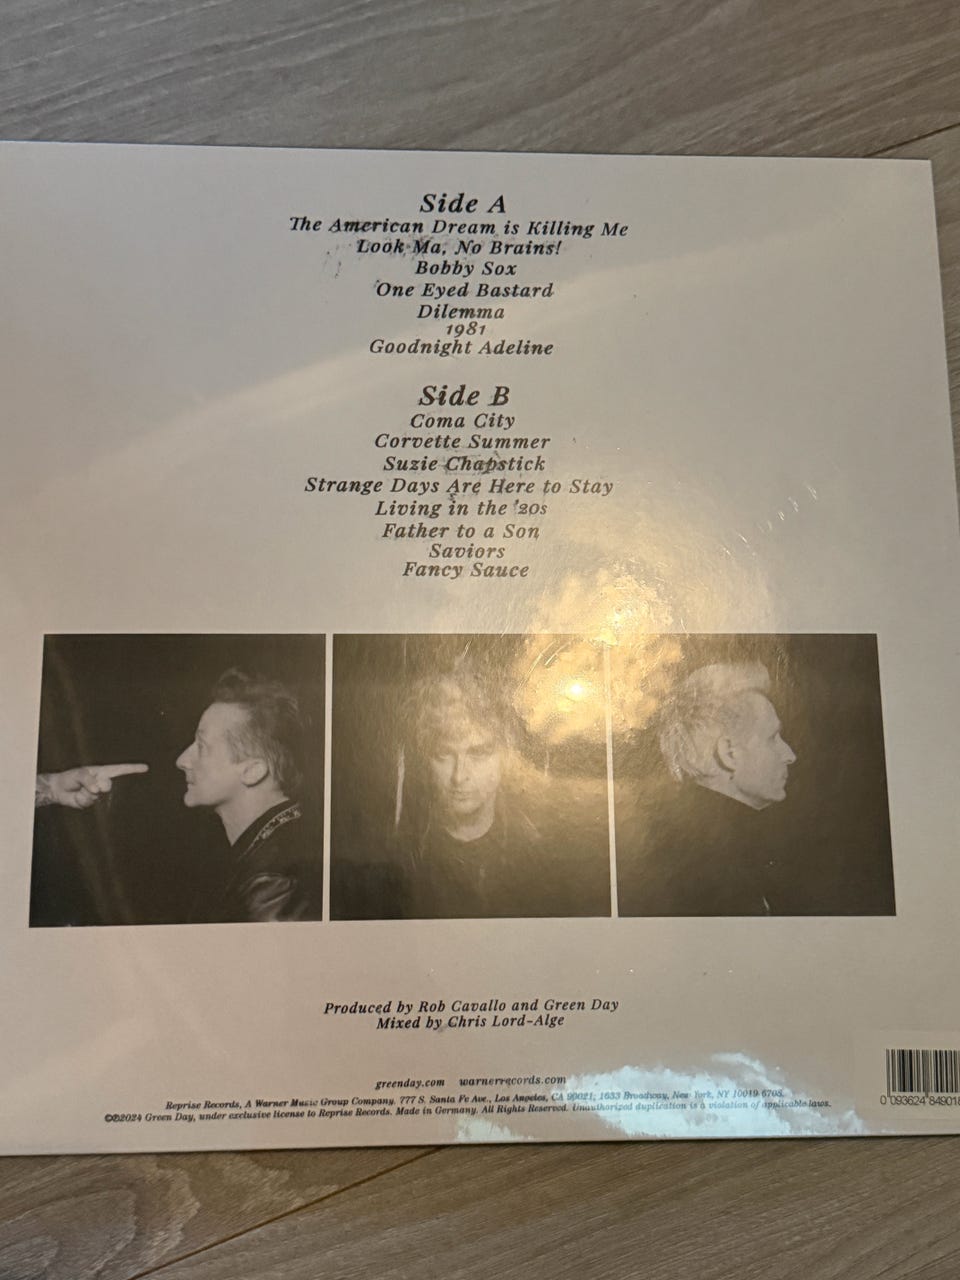 Side A
The American Dream is Killing Me
Look Ma, No Brains!
Bobby Sox
One Eyed Bastard
Dilemma
1981
Goodnight Adeline
Side B
Coma City
Corvette Summer
Suzie Chapstick
Strange Days Are Here to Stay
Living in the '20s
Father to a Son
Saviors
Fancy Sauce
Produced by Rob Cavallo and Green Day
Mixed by Chris Lord-Alge
greenday.com warnerrecords.com
Reprise Records, A Warner Music Group Company. 777 S. Santa Fe Ave., Los Angeles, CA 90021; 1633 Broadway, New York, NY 10019-6708.
©℗2024 Green Day, under exclusive license to Reprise Records. Made in Germany. All Rights Reserved. Unauthorized duplication is a violation of applicable laws.
0 093624 849018